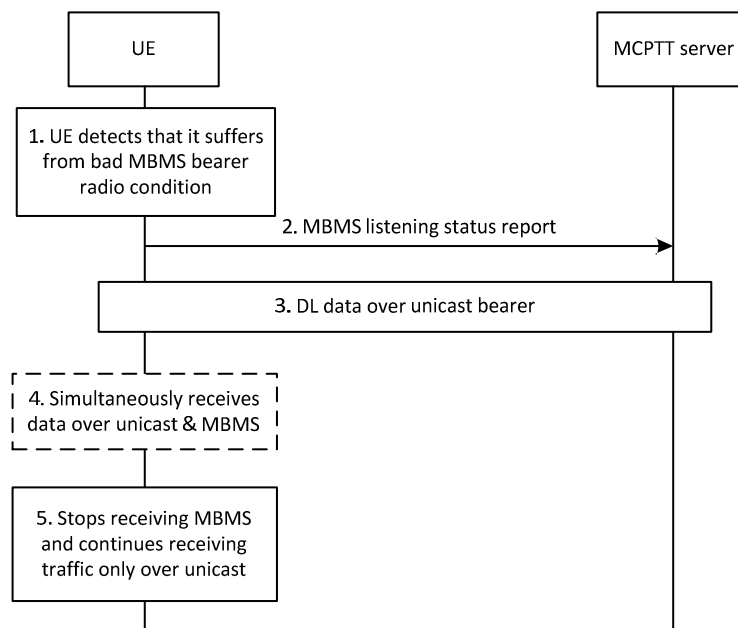 UE
MCPTT server
1. UE detects that it suffers
from bad MBMS bearer
radio condition
2. MBMS listening status report
3. DL data over unicast bearer
4. Simultaneously receives
data over unicast & MBMS
5. Stops receiving MBMS
and continues receiving
traffic only over unicast